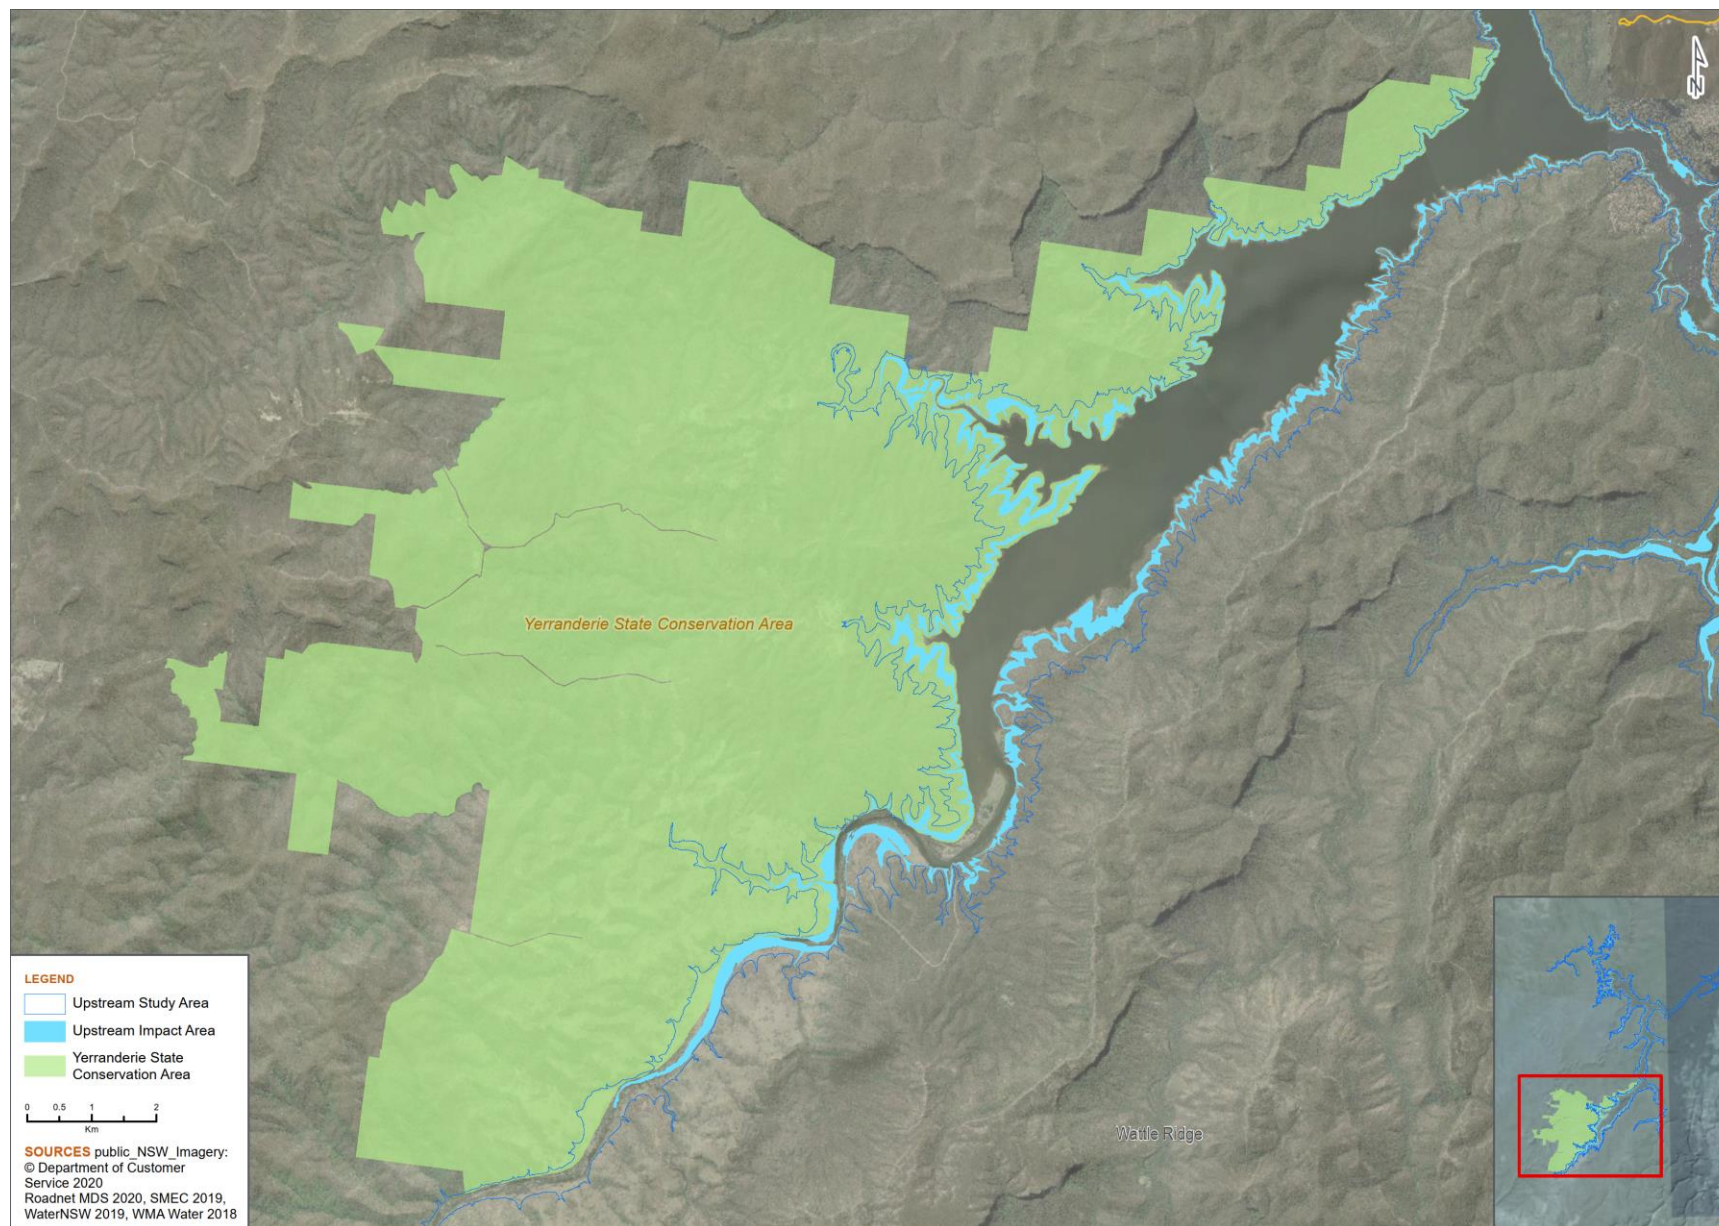 Yerranderie State Conservation Area
Wattle Ridge
N
LEGEND
Upstream Study Area
Upstream Impact Area
Yerranderie State
Conservation Area
0 0.5 1 2
Km
SOURCES public_NSW_Imagery:
© Department of Customer
Service 2020
Roadnet MDS 2020, SMEC 2019,
WaterNSW 2019, WMA Water 2018